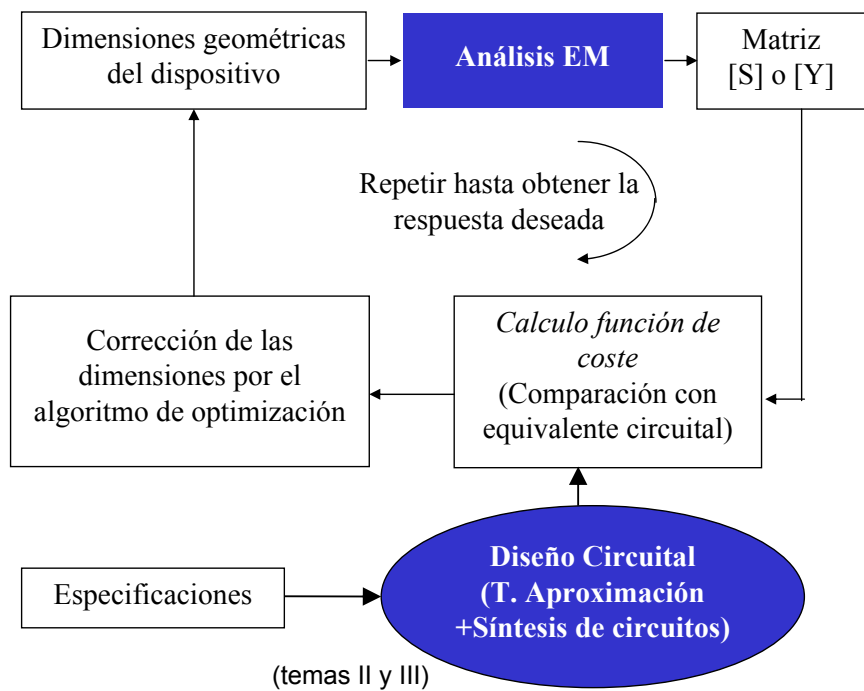 Dimensiones geométricas
del dispositivo
Análisis EM
Matriz
[S] o [Y]
Repetir hasta obtener la
respuesta deseada
Corrección de las
dimensiones por el
algoritmo de optimización
Calculo función de
coste
(Comparación con
equivalente circuital)
Especificaciones
Diseño Circuital
(T. Aproximación
+Síntesis de circuitos)
(temas II y III)